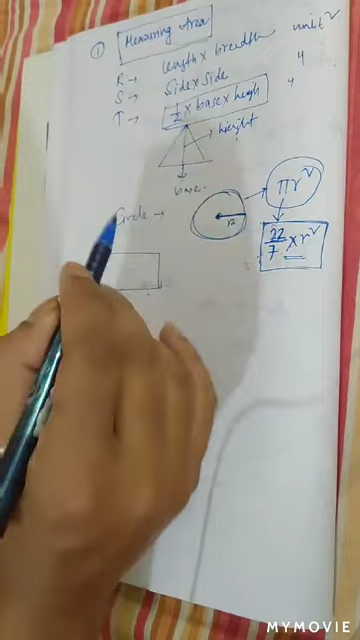 ① Measuring Area
R → length × breadth unit²
S → Side × Side "
T → 1/2 × base × heigh "
height
base
Circle → r πr²
22/7 × r²
MYMOVIE